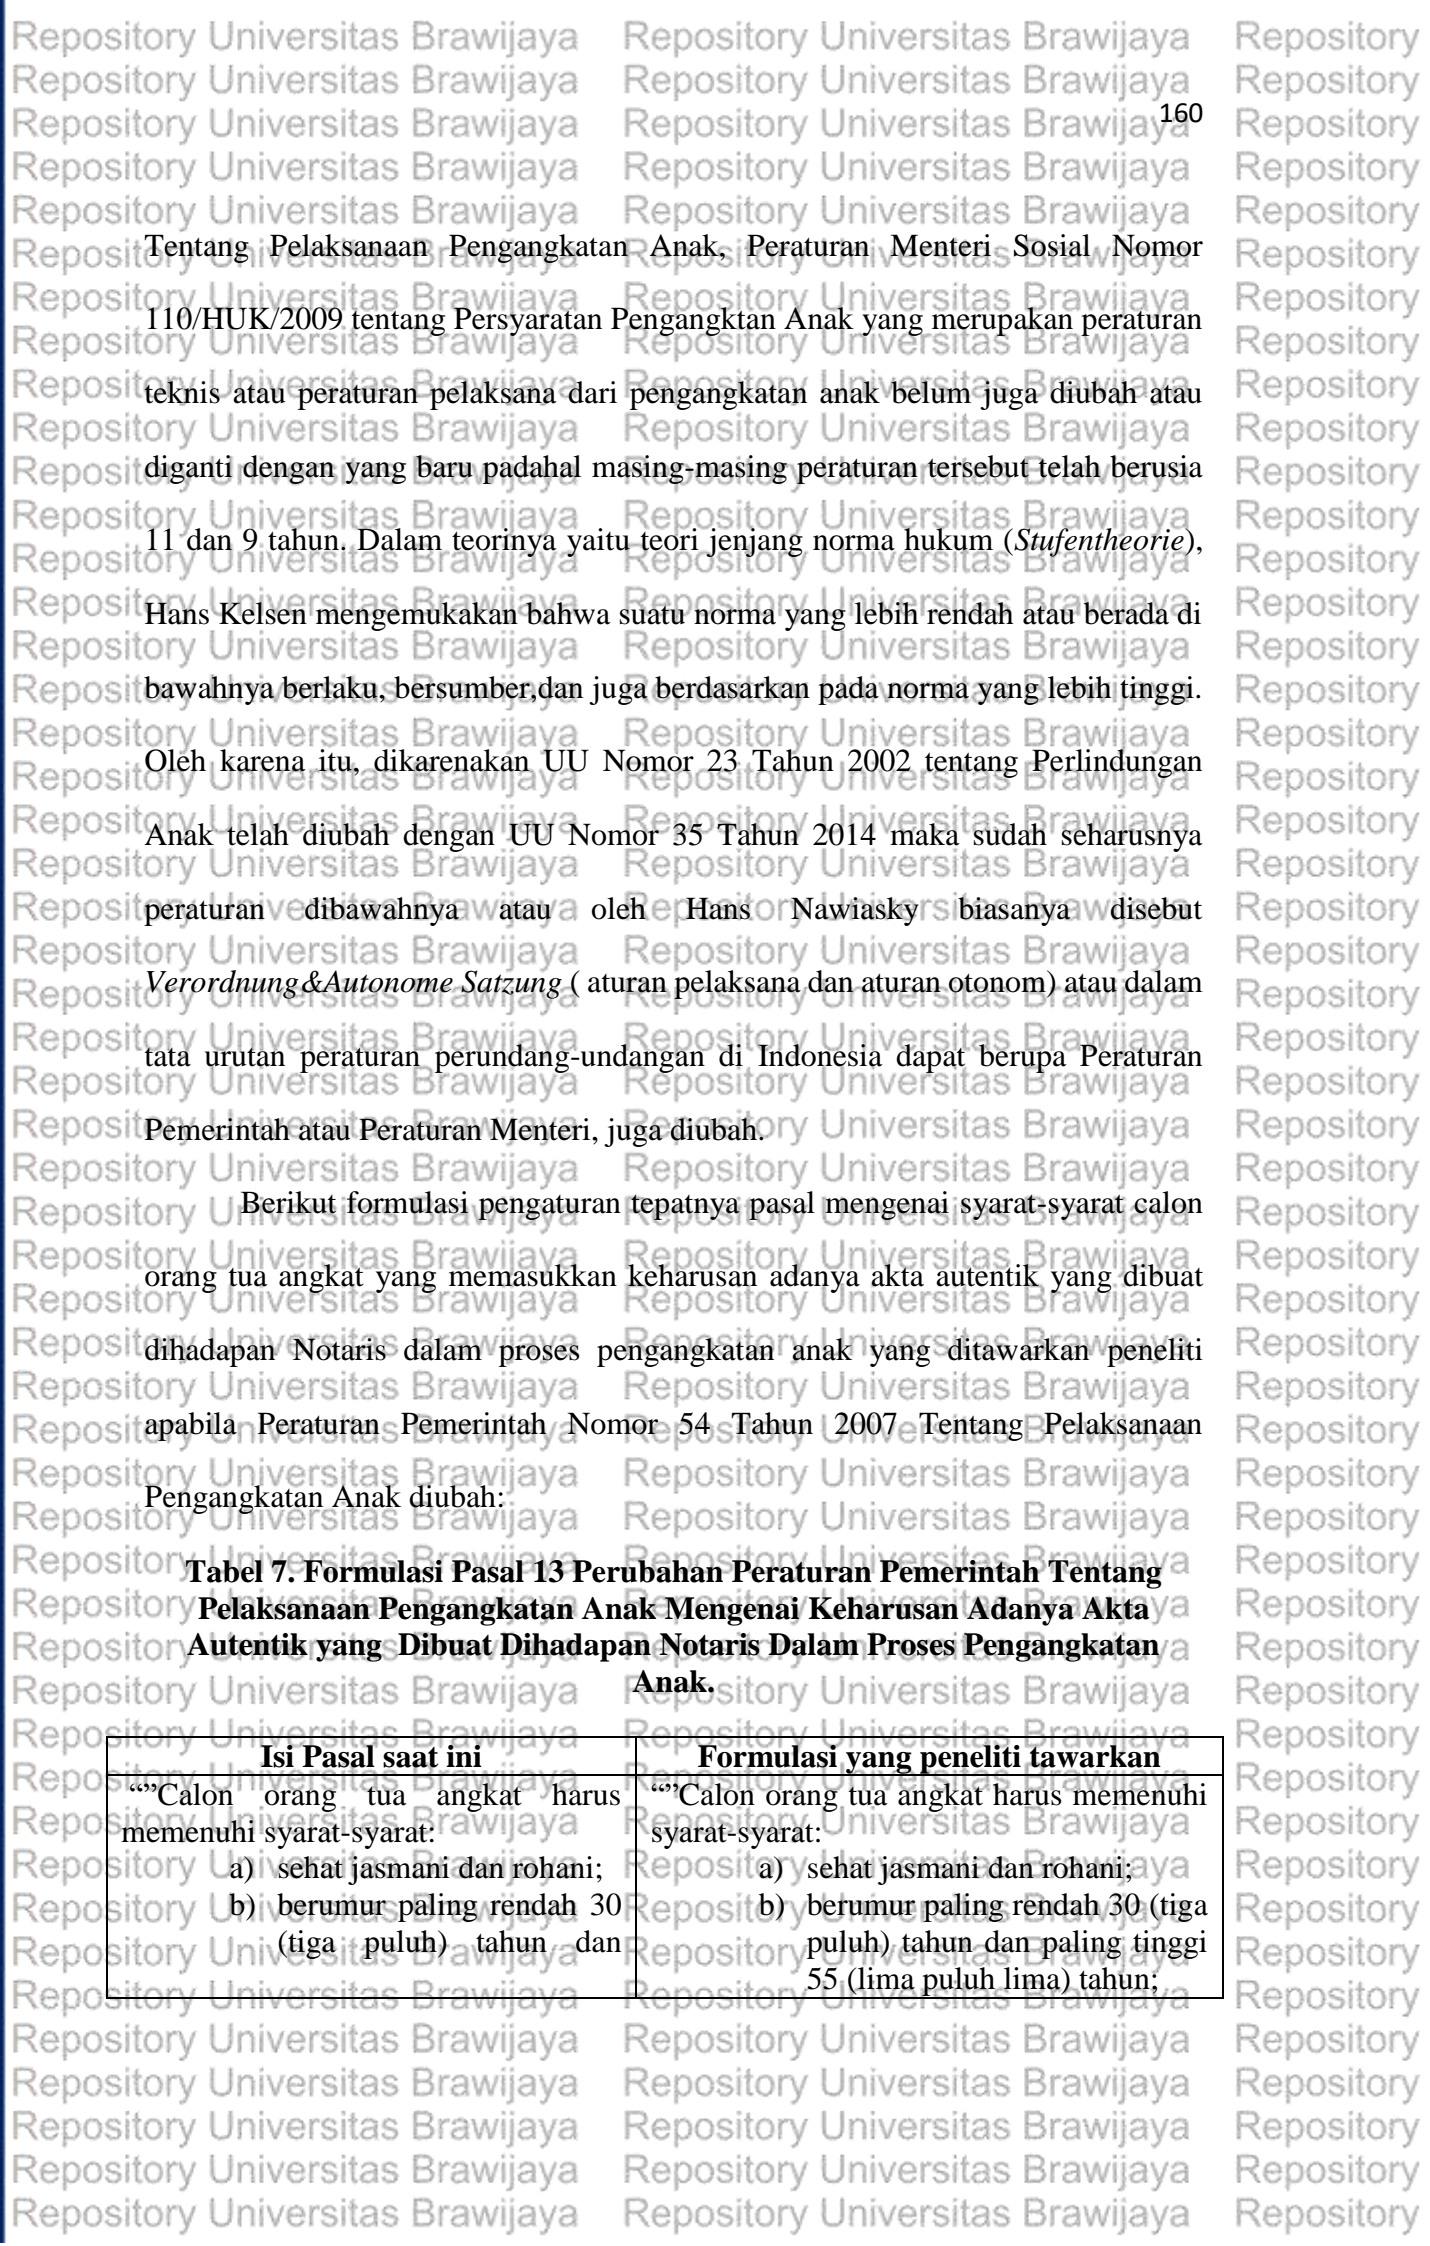 160
Tentang Pelaksanaan Pengangkatan Anak, Peraturan Menteri Sosial Nomor
110/HUK/2009 tentang Persyaratan Pengangktan Anak yang merupakan peraturan
teknis atau peraturan pelaksana dari pengangkatan anak belum juga diubah atau
diganti dengan yang baru padahal masing-masing peraturan tersebut telah berusia
11 dan 9 tahun. Dalam teorinya yaitu teori jenjang norma hukum (Stufentheorie),
Hans Kelsen mengemukakan bahwa suatu norma yang lebih rendah atau berada di
bawahnya berlaku, bersumber,dan juga berdasarkan pada norma yang lebih tinggi.
Oleh karena itu, dikarenakan UU Nomor 23 Tahun 2002 tentang Perlindungan
Anak telah diubah dengan UU Nomor 35 Tahun 2014 maka sudah seharusnya
peraturan dibawahnya atau oleh Hans Nawiasky biasanya disebut
Verordnung&Autonome Satzung ( aturan pelaksana dan aturan otonom) atau dalam
tata urutan peraturan perundang-undangan di Indonesia dapat berupa Peraturan
Pemerintah atau Peraturan Menteri, juga diubah.
Berikut formulasi pengaturan tepatnya pasal mengenai syarat-syarat calon
orang tua angkat yang memasukkan keharusan adanya akta autentik yang dibuat
dihadapan Notaris dalam proses pengangkatan anak yang ditawarkan peneliti
apabila Peraturan Pemerintah Nomor 54 Tahun 2007 Tentang Pelaksanaan
Pengangkatan Anak diubah:
Tabel 7. Formulasi Pasal 13 Perubahan Peraturan Pemerintah Tentang
Pelaksanaan Pengangkatan Anak Mengenai Keharusan Adanya Akta
Autentik yang Dibuat Dihadapan Notaris Dalam Proses Pengangkatan
Anak.
Isi Pasal saat ini
“”Calon orang tua angkat harus
memenuhi syarat-syarat:
a) sehat jasmani dan rohani;
b) berumur paling rendah 30
(tiga puluh) tahun dan
Formulasi yang peneliti tawarkan
“”Calon orang tua angkat harus memenuhi
syarat-syarat:
a) sehat jasmani dan rohani;
b) berumur paling rendah 30 (tiga
puluh) tahun dan paling tinggi
55 (lima puluh lima) tahun;